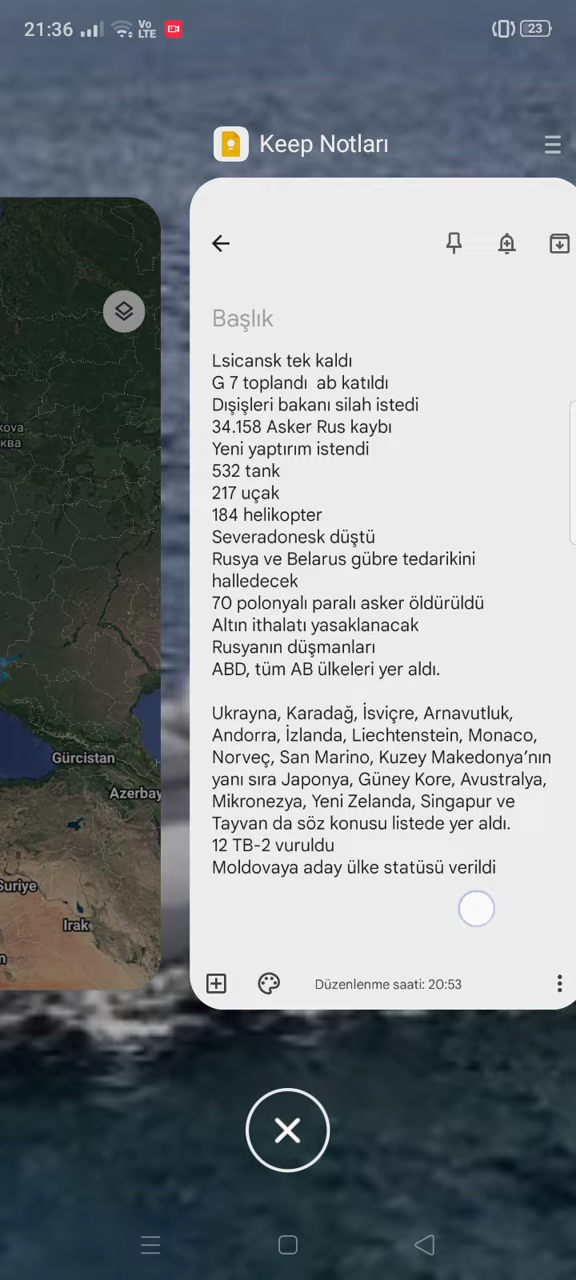 21:36
Vo
LTE
23
Keep Notları
Başlık
Lsicansk tek kaldı
G 7 toplandı  ab katıldı
Dışişleri bakanı silah istedi
34.158 Asker Rus kaybı
Yeni yaptırım istendi
532 tank
217 uçak
184 helikopter
Severadonesk düştü
Rusya ve Belarus gübre tedarikini
halledecek
70 polonyalı paralı asker öldürüldü
Altın ithalatı yasaklanacak
Rusyanın düşmanları
ABD, tüm AB ülkeleri yer aldı.
Ukrayna, Karadağ, İsviçre, Arnavutluk,
Andorra, İzlanda, Liechtenstein, Monaco,
Norveç, San Marino, Kuzey Makedonya’nın
yanı sıra Japonya, Güney Kore, Avustralya,
Mikronezya, Yeni Zelanda, Singapur ve
Tayvan da söz konusu listede yer aldı.
12 TB-2 vuruldu
Moldovaya aday ülke statüsü verildi
Düzenlenme saati: 20:53
kova
ква
Gürcistan
Azerbay
Suriye
Irak
n